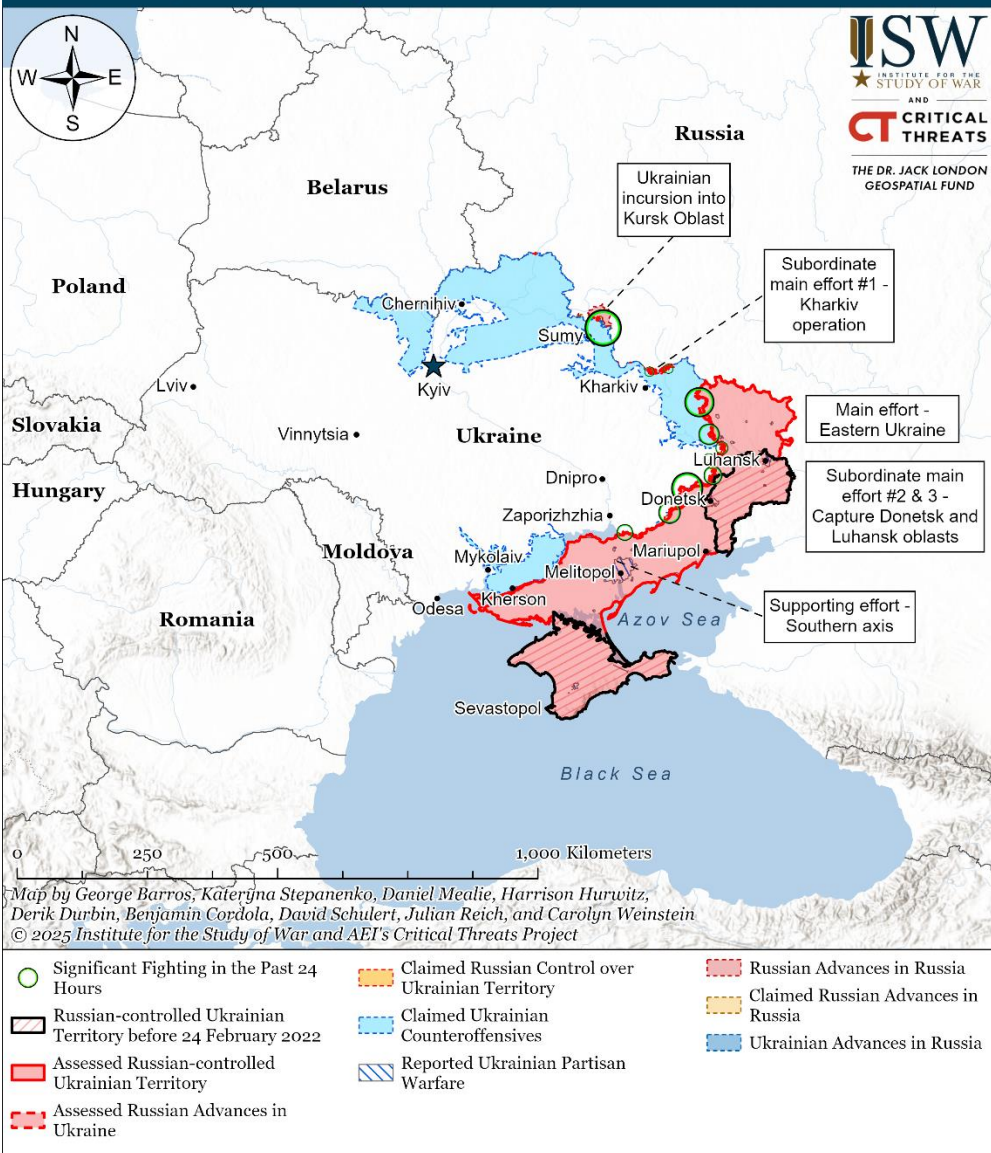 N
W
E
S
ISW
INSTITUTE FOR THE
STUDY OF WAR
AND
CT CRITICAL
THREATS
THE DR. JACK LONDON
GEOSPATIAL FUND
Russia
Belarus
Poland
Ukrainian
incursion into
Kursk Oblast
Subordinate
main effort #1 -
Kharkiv
operation
Chernihiv
Sumy
Kyiv
Kharkiv
Lviv
Slovakia
Vinnytsia
Ukraine
Main effort -
Eastern Ukraine
Hungary
Luhansk
Dnipro
Donetsk
Subordinate main
effort #2 & 3 -
Capture Donetsk and
Luhansk oblasts
Zaporizhzhia
Moldova
Mykolaiv
Mariupol
Melitopol
Odesa
Kherson
Romania
Azov Sea
Supporting effort -
Southern axis
Sevastopol
Black Sea
0
250
500
1,000 Kilometers
Map by George Barros, Kateryna Stepanenko, Daniel Mealie, Harrison Hurwitz,
Derik Durbin, Benjamin Cordola, David Schulert, Julian Reich, and Carolyn Weinstein
© 2025 Institute for the Study of War and AEI's Critical Threats Project
Significant Fighting in the Past 24
Hours
Russian-controlled Ukrainian
Territory before 24 February 2022
Assessed Russian-controlled
Ukrainian Territory
Assessed Russian Advances in
Ukraine
Claimed Russian Control over
Ukrainian Territory
Claimed Ukrainian
Counteroffensives
Reported Ukrainian Partisan
Warfare
Russian Advances in Russia
Claimed Russian Advances in
Russia
Ukrainian Advances in Russia